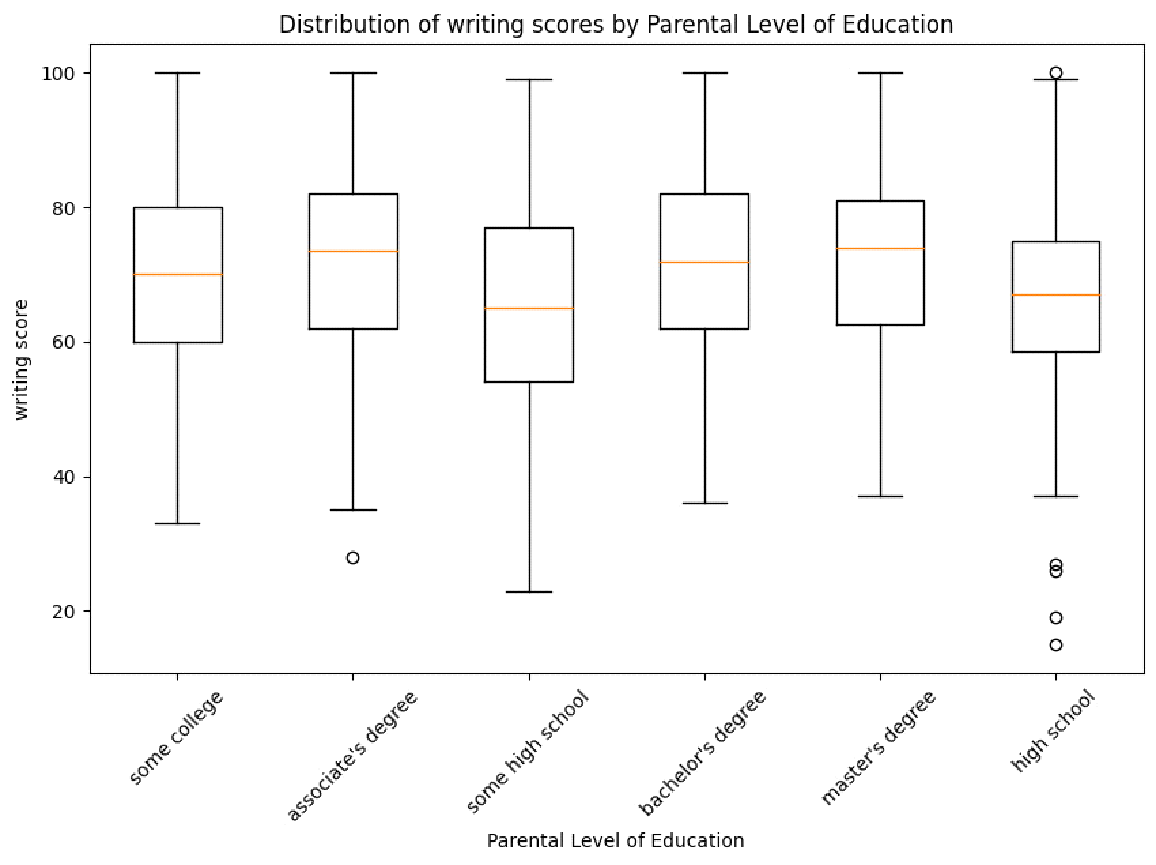 Distribution of writing scores by Parental Level of Education
writing score
100
80
60
40
20
some college
associate's degree
some high school
bachelor's degree
master's degree
high school
Parental Level of Education